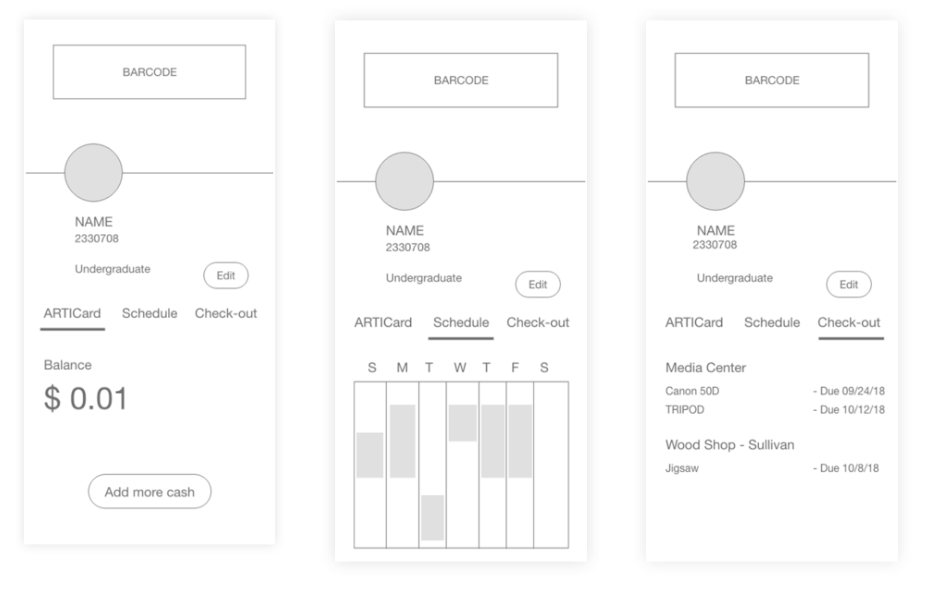 BARCODE
NAME
2330708
Undergraduate
Edit
ARTICard Schedule Check-out
Balance
$ 0.01
Add more cash
BARCODE
NAME
2330708
Undergraduate
Edit
ARTICard Schedule Check-out
S M T W T F S
BARCODE
NAME
2330708
Undergraduate
Edit
ARTICard Schedule Check-out
Media Center
Canon 50D - Due 09/24/18
TRIPOD - Due 10/12/18
Wood Shop - Sullivan
Jigsaw - Due 10/8/18